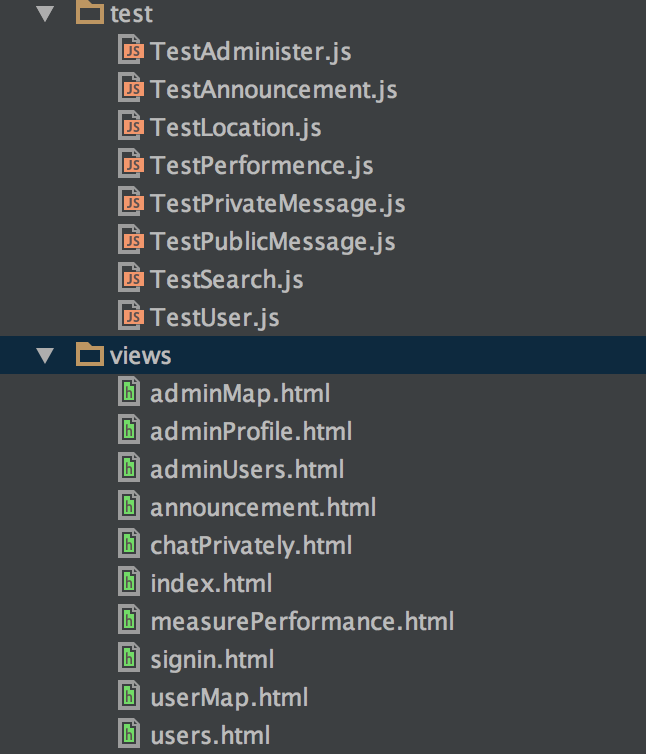 test
TestAdminister.js
TestAnnouncement.js
TestLocation.js
TestPerformence.js
TestPrivateMessage.js
TestPublicMessage.js
TestSearch.js
TestUser.js
views
adminMap.html
adminProfile.html
adminUsers.html
announcement.html
chatPrivately.html
index.html
measurePerformance.html
signin.html
userMap.html
users.html